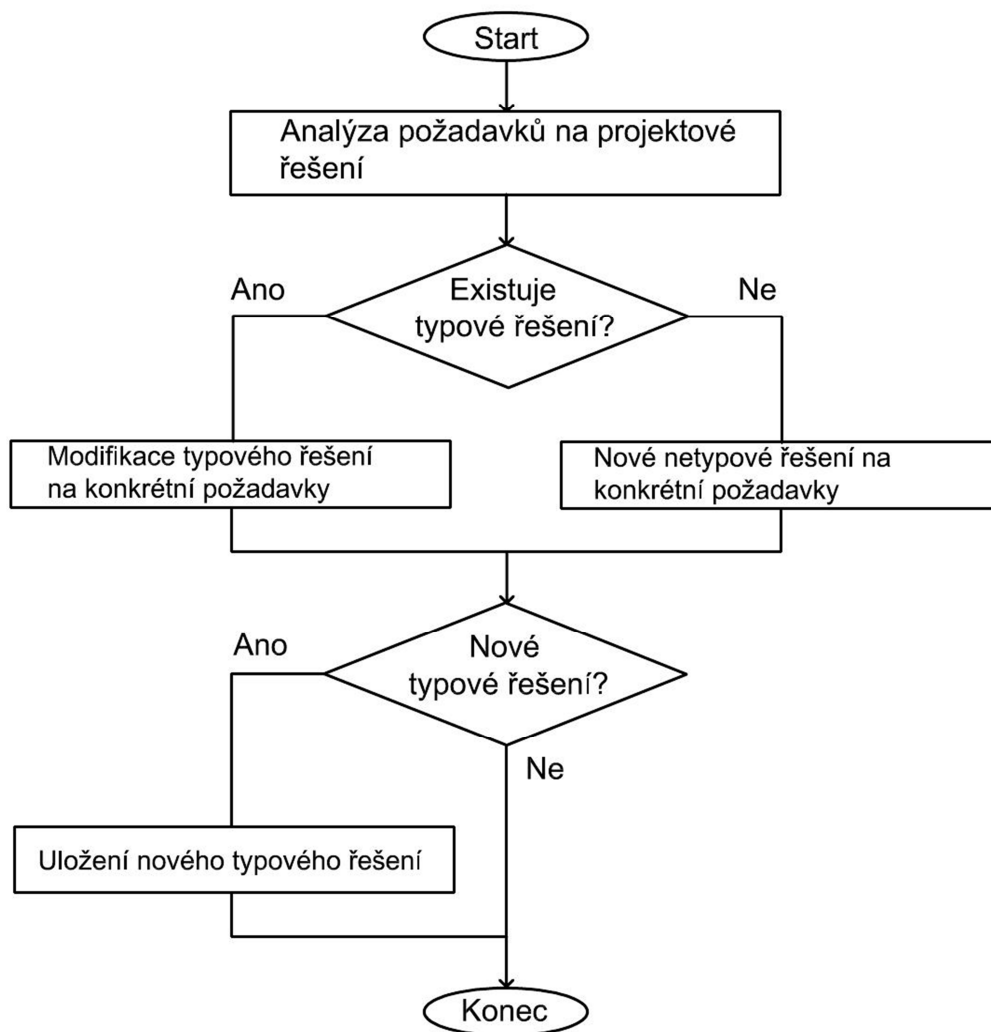 Start
Analýza požadavků na projektové
řešení
Ano
Existuje
typové řešení?
Ne
Modifikace typového řešení
na konkrétní požadavky
Nové netypové řešení na
konkrétní požadavky
Ano
Nové
typové řešení?
Ne
Uložení nového typového řešení
Konec